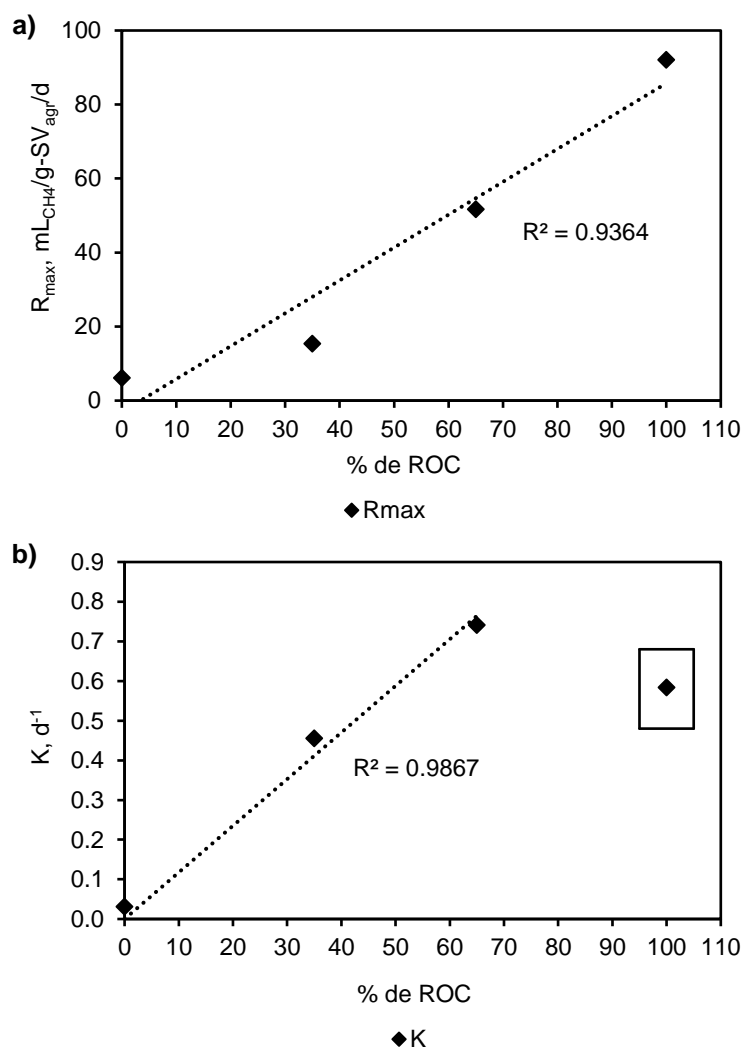 a)
100
80
60
40
20
0
R_max, mL_CH4/g-SV_agr/d
R² = 0.9364
0 10 20 30 40 50 60 70 80 90 100 110
% de ROC
Rmax
b)
0.9
0.8
0.7
0.6
0.5
0.4
0.3
0.2
0.1
0.0
K, d⁻¹
R² = 0.9867
0 10 20 30 40 50 60 70 80 90 100 110
% de ROC
K